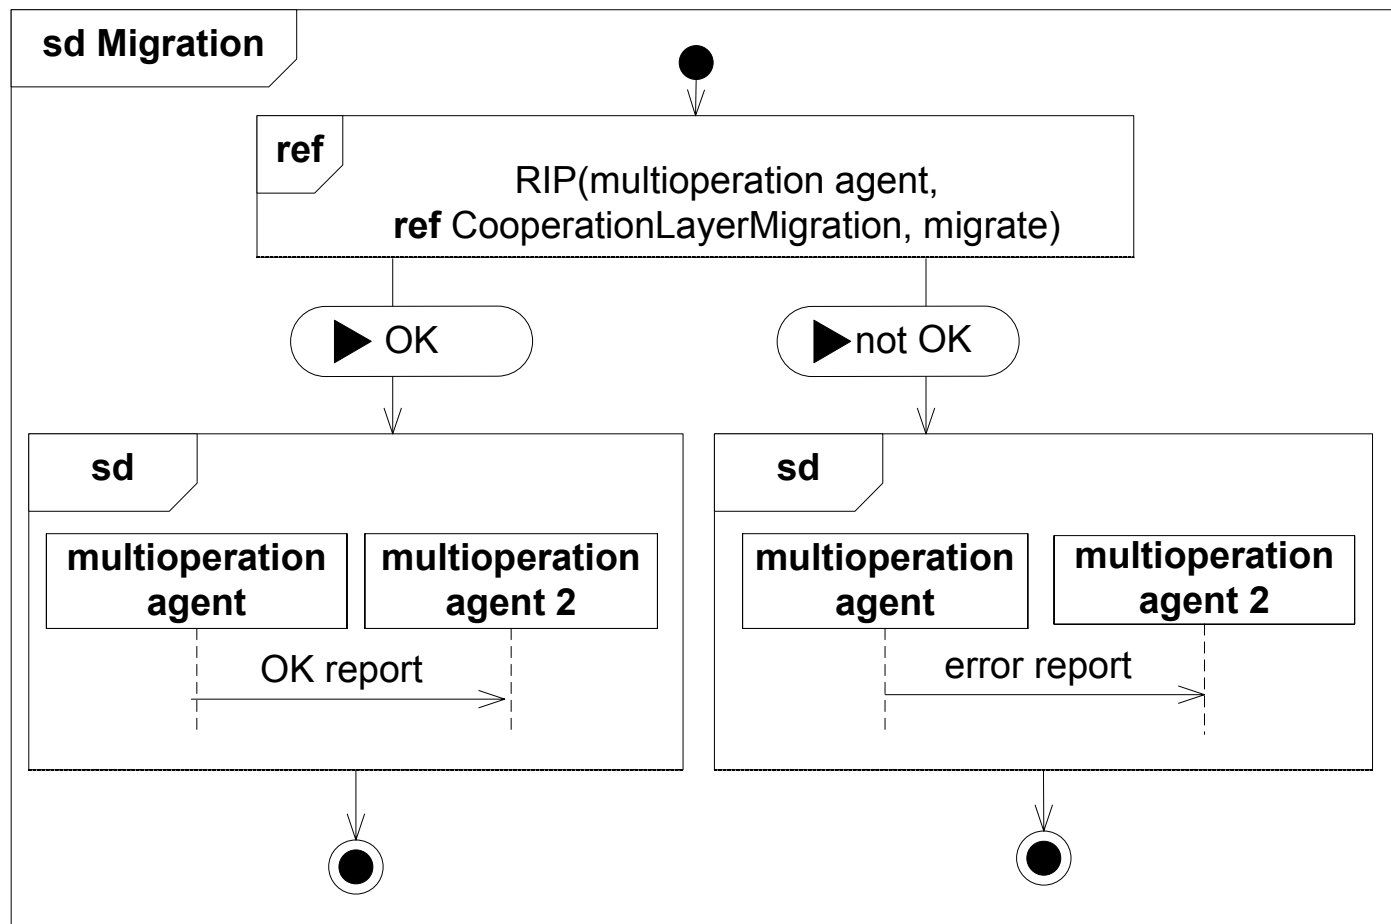 sd Migration
ref
RIP(multioperation agent,
ref CooperationLayerMigration, migrate)
OK
not OK
sd
multioperation
agent
multioperation
agent 2
OK report
sd
multioperation
agent
multioperation
agent 2
error report